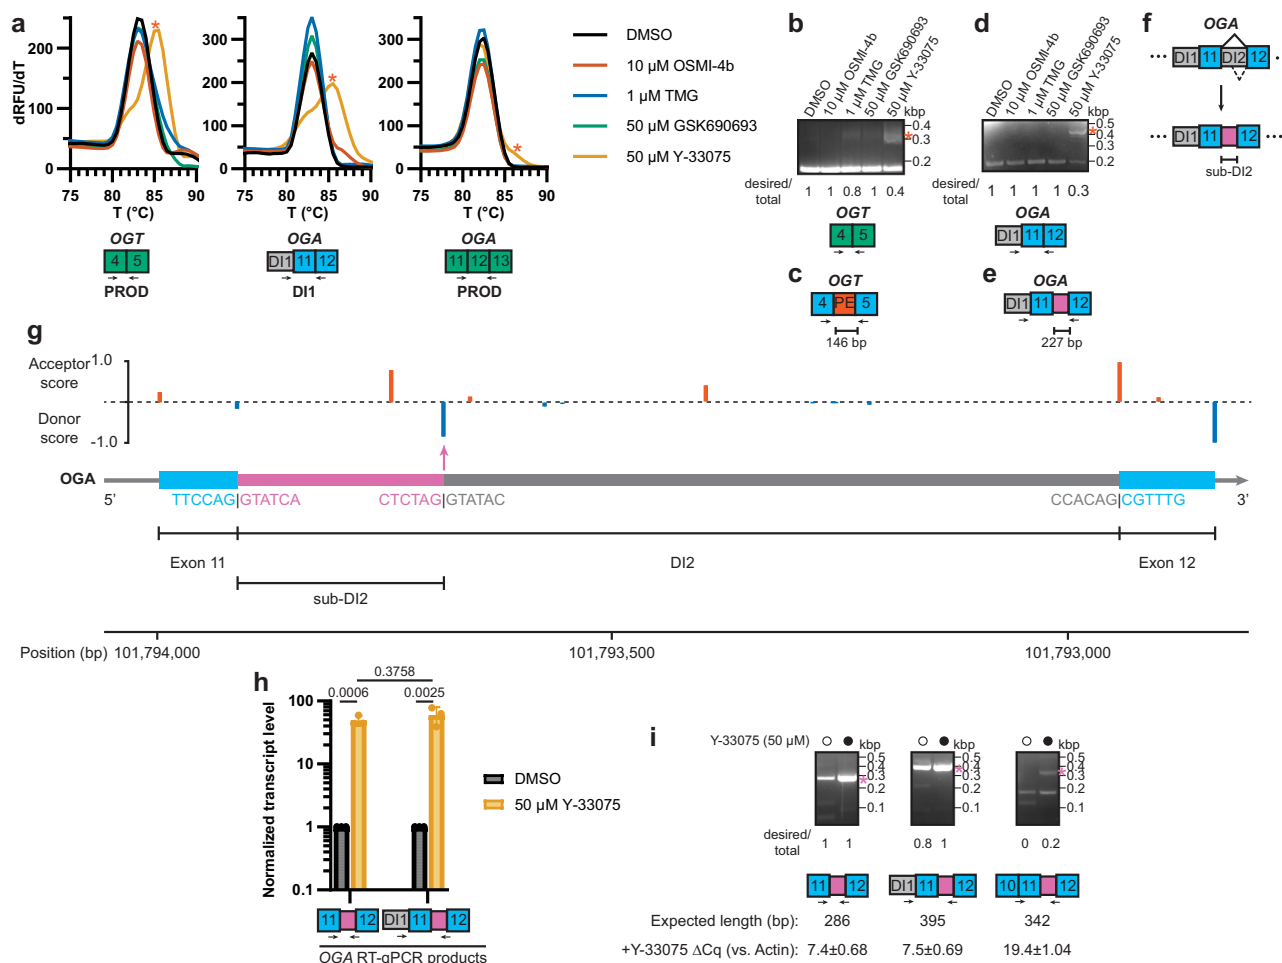 a
dRFU/dT
200
100
0
75 80 85 90
T (°C)
*
OGT
4 5
PROD
300
200
100
0
75 80 85 90
T (°C)
*
OGA
DI1 11 12
DI1
300
200
100
0
75 80 85 90
T (°C)
*
OGA
11 12 13
PROD
DMSO
10 µM OSMI-4b
1 µM TMG
50 µM GSK690693
50 µM Y-33075
b
DMSO
10 µM OSMI-4b
1 µM TMG
50 µM GSK690693
50 µM Y-33075
kbp
0.4
*
0.3
0.2
desired/
total
1 1 0.8 1 0.4
OGT
4 5
c
OGT
4 PE 5
146 bp
d
DMSO
10 µM OSMI-4b
1 µM TMG
50 µM GSK690693
50 µM Y-33075
kbp
0.5
0.4
*
0.3
0.2
desired/
total
1 1 1 1 0.3
OGA
DI1 11 12
e
OGA
DI1 11 12
227 bp
f
OGA
··· DI1 11 DI2 12 ···
··· DI1 11 12 ···
sub-DI2
g
Acceptor
score
1.0
Donor
score
-1.0
OGA
5'
TTCCAG|GTATCA
CTCTAG|GTATAC
CCACAG|CGTTTG
3'
Exon 11
DI2
Exon 12
sub-DI2
Position (bp) 101,794,000 101,793,500 101,793,000
h
Normalized transcript level
100
10
1
0.1
0.3758
0.0006 0.0025
DMSO
50 µM Y-33075
11 12
DI1 11 12
OGA RT-qPCR products
i
Y-33075 (50 µM)
kbp
0.5
0.4
0.3
*
0.2
0.1
desired/
total
1 1
0.8 1
0 0.2
11 12
DI1 11 12
10 11 12
Expected length (bp): 286 395 342
+Y-33075 ΔCq (vs. Actin): 7.4±0.68 7.5±0.69 19.4±1.04